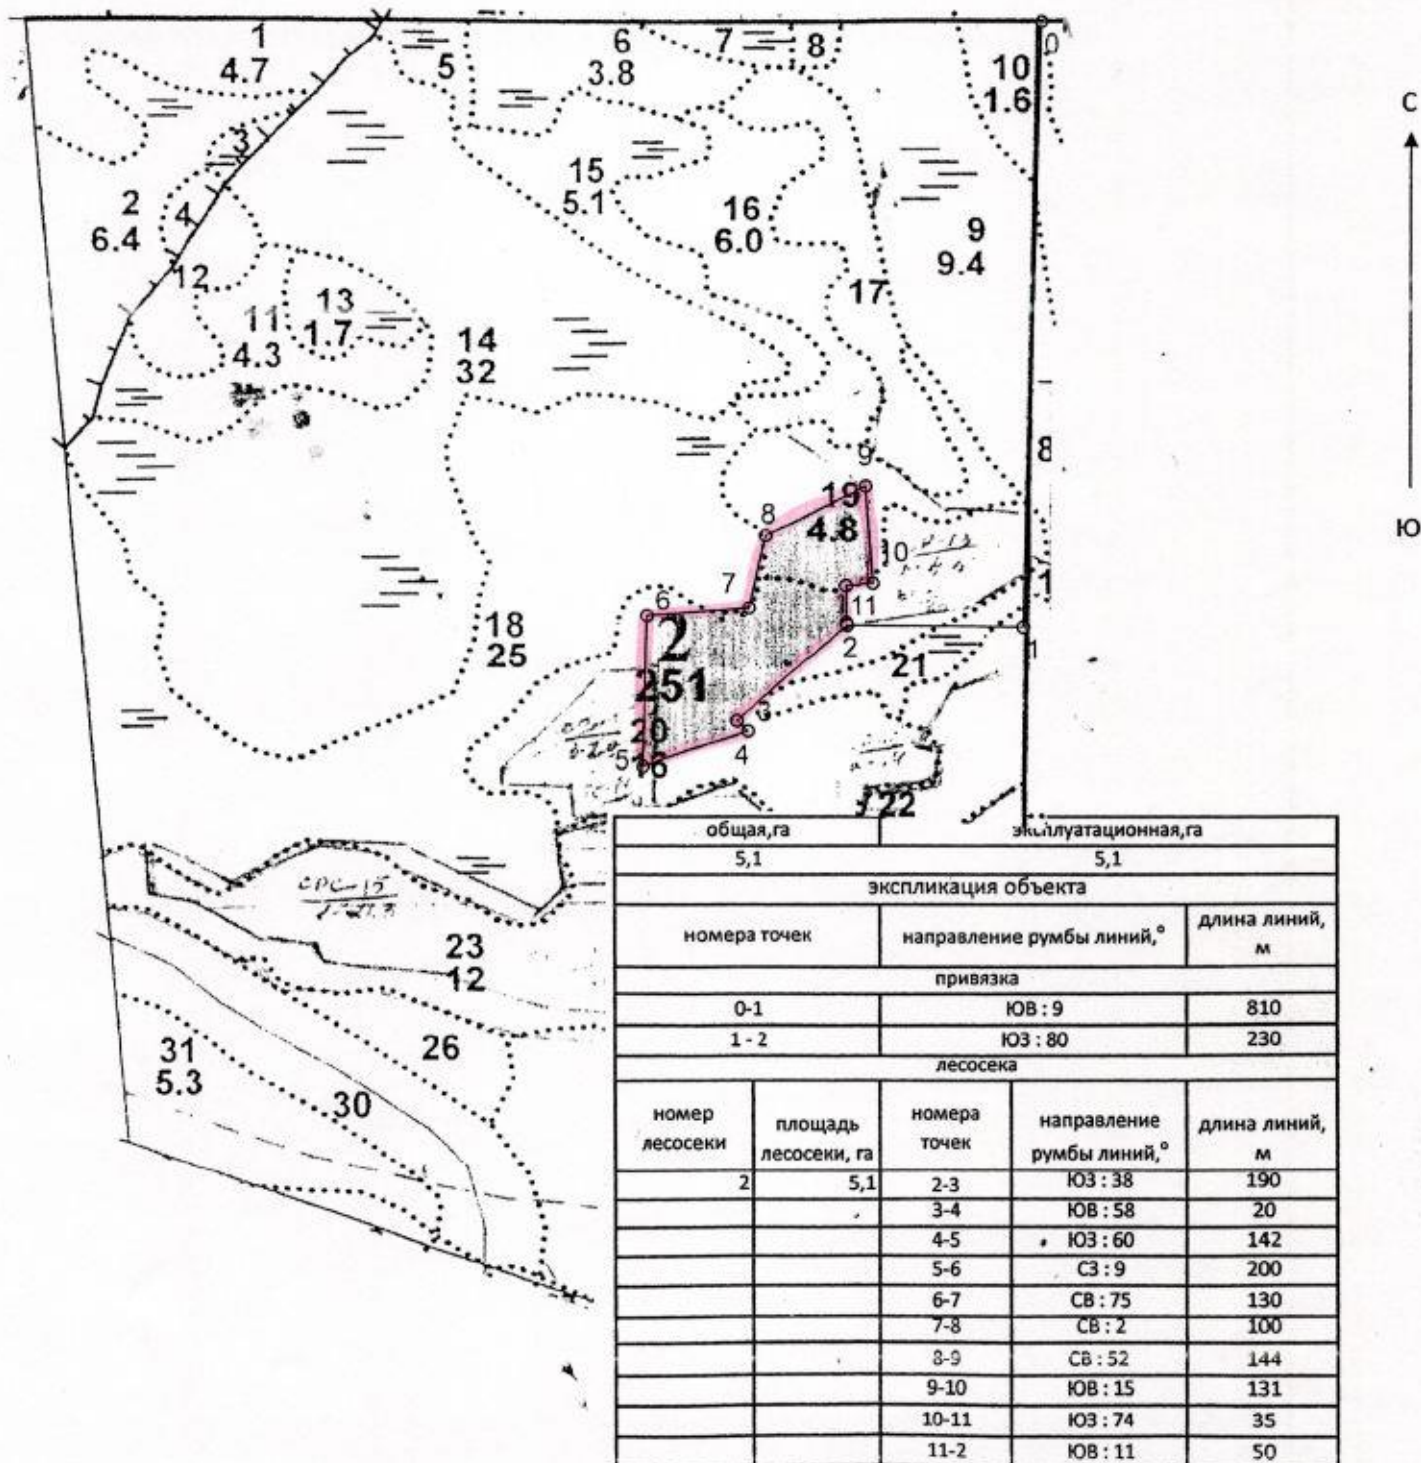 1
4.7
5
6
3.8
7
8
10
1.6
0
С
3
15
5.1
2
6.4
4
16
6.0
9
9.4
12
17
13
1.7
11
4.3
14
32
8
9
19
4.8
8
10
7
11
6
2
18
25
2
1
21
251
3
20
5
16
4
22
Ю
СРС-15
23
12
26
31
5.3
30
общая,га эксплуатационная,га
5,1 5,1
экспликация объекта
номера точек направление румбы линий,° длина линий, м
привязка
0-1 ЮВ : 9 810
1 - 2 ЮЗ : 80 230
лесосека
номер лесосеки площадь лесосеки, га номера точек направление румбы линий,° длина линий, м
2 5,1 2-3 ЮЗ : 38 190
3-4 ЮВ : 58 20
4-5 ЮЗ : 60 142
5-6 СЗ : 9 200
6-7 СВ : 75 130
7-8 СВ : 2 100
8-9 СВ : 52 144
9-10 ЮВ : 15 131
10-11 ЮЗ : 74 35
11-2 ЮВ : 11 50